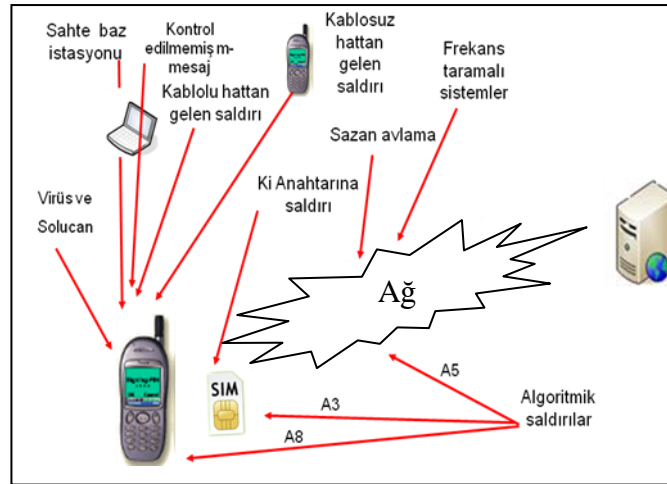 Sahte baz
istasyonu
Kontrol
edilmemiş m-
mesaj
Kablolu hattan
gelen saldırı
Kablosuz
hattan
gelen
saldırı
Frekans
taramalı
sistemler
Sazan avlama
Ki Anahtarına
saldırı
Virüs ve
Solucan
Ağ
SIM
A5
A3
A8
Algoritmik
saldırılar